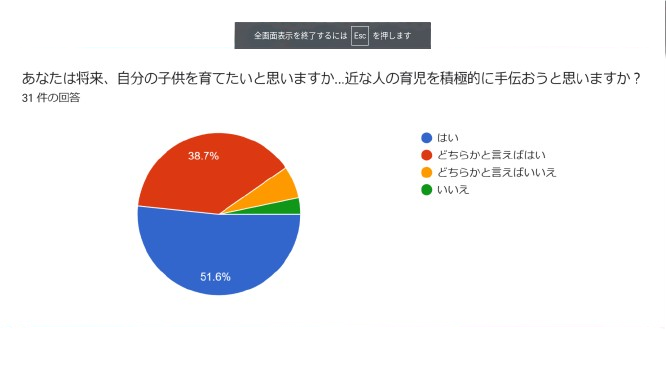 全画面表示を終了するには Esc を押します
あなたは将来、自分の子供を育てたいと思いますか...近な人の育児を積極的に手伝おうと思いますか？
31 件の回答
はい
どちらかと言えばはい
どちらかと言えばいいえ
いいえ
38.7%
51.6%